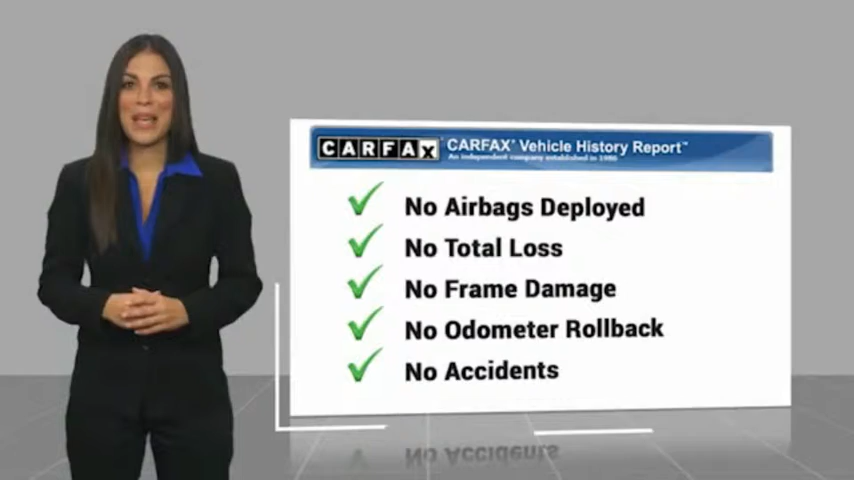 CARFAX CARFAX® Vehicle History Report™
An independent company established in 1986
No Airbags Deployed
No Total Loss
No Frame Damage
No Odometer Rollback
No Accidents
No Accidents